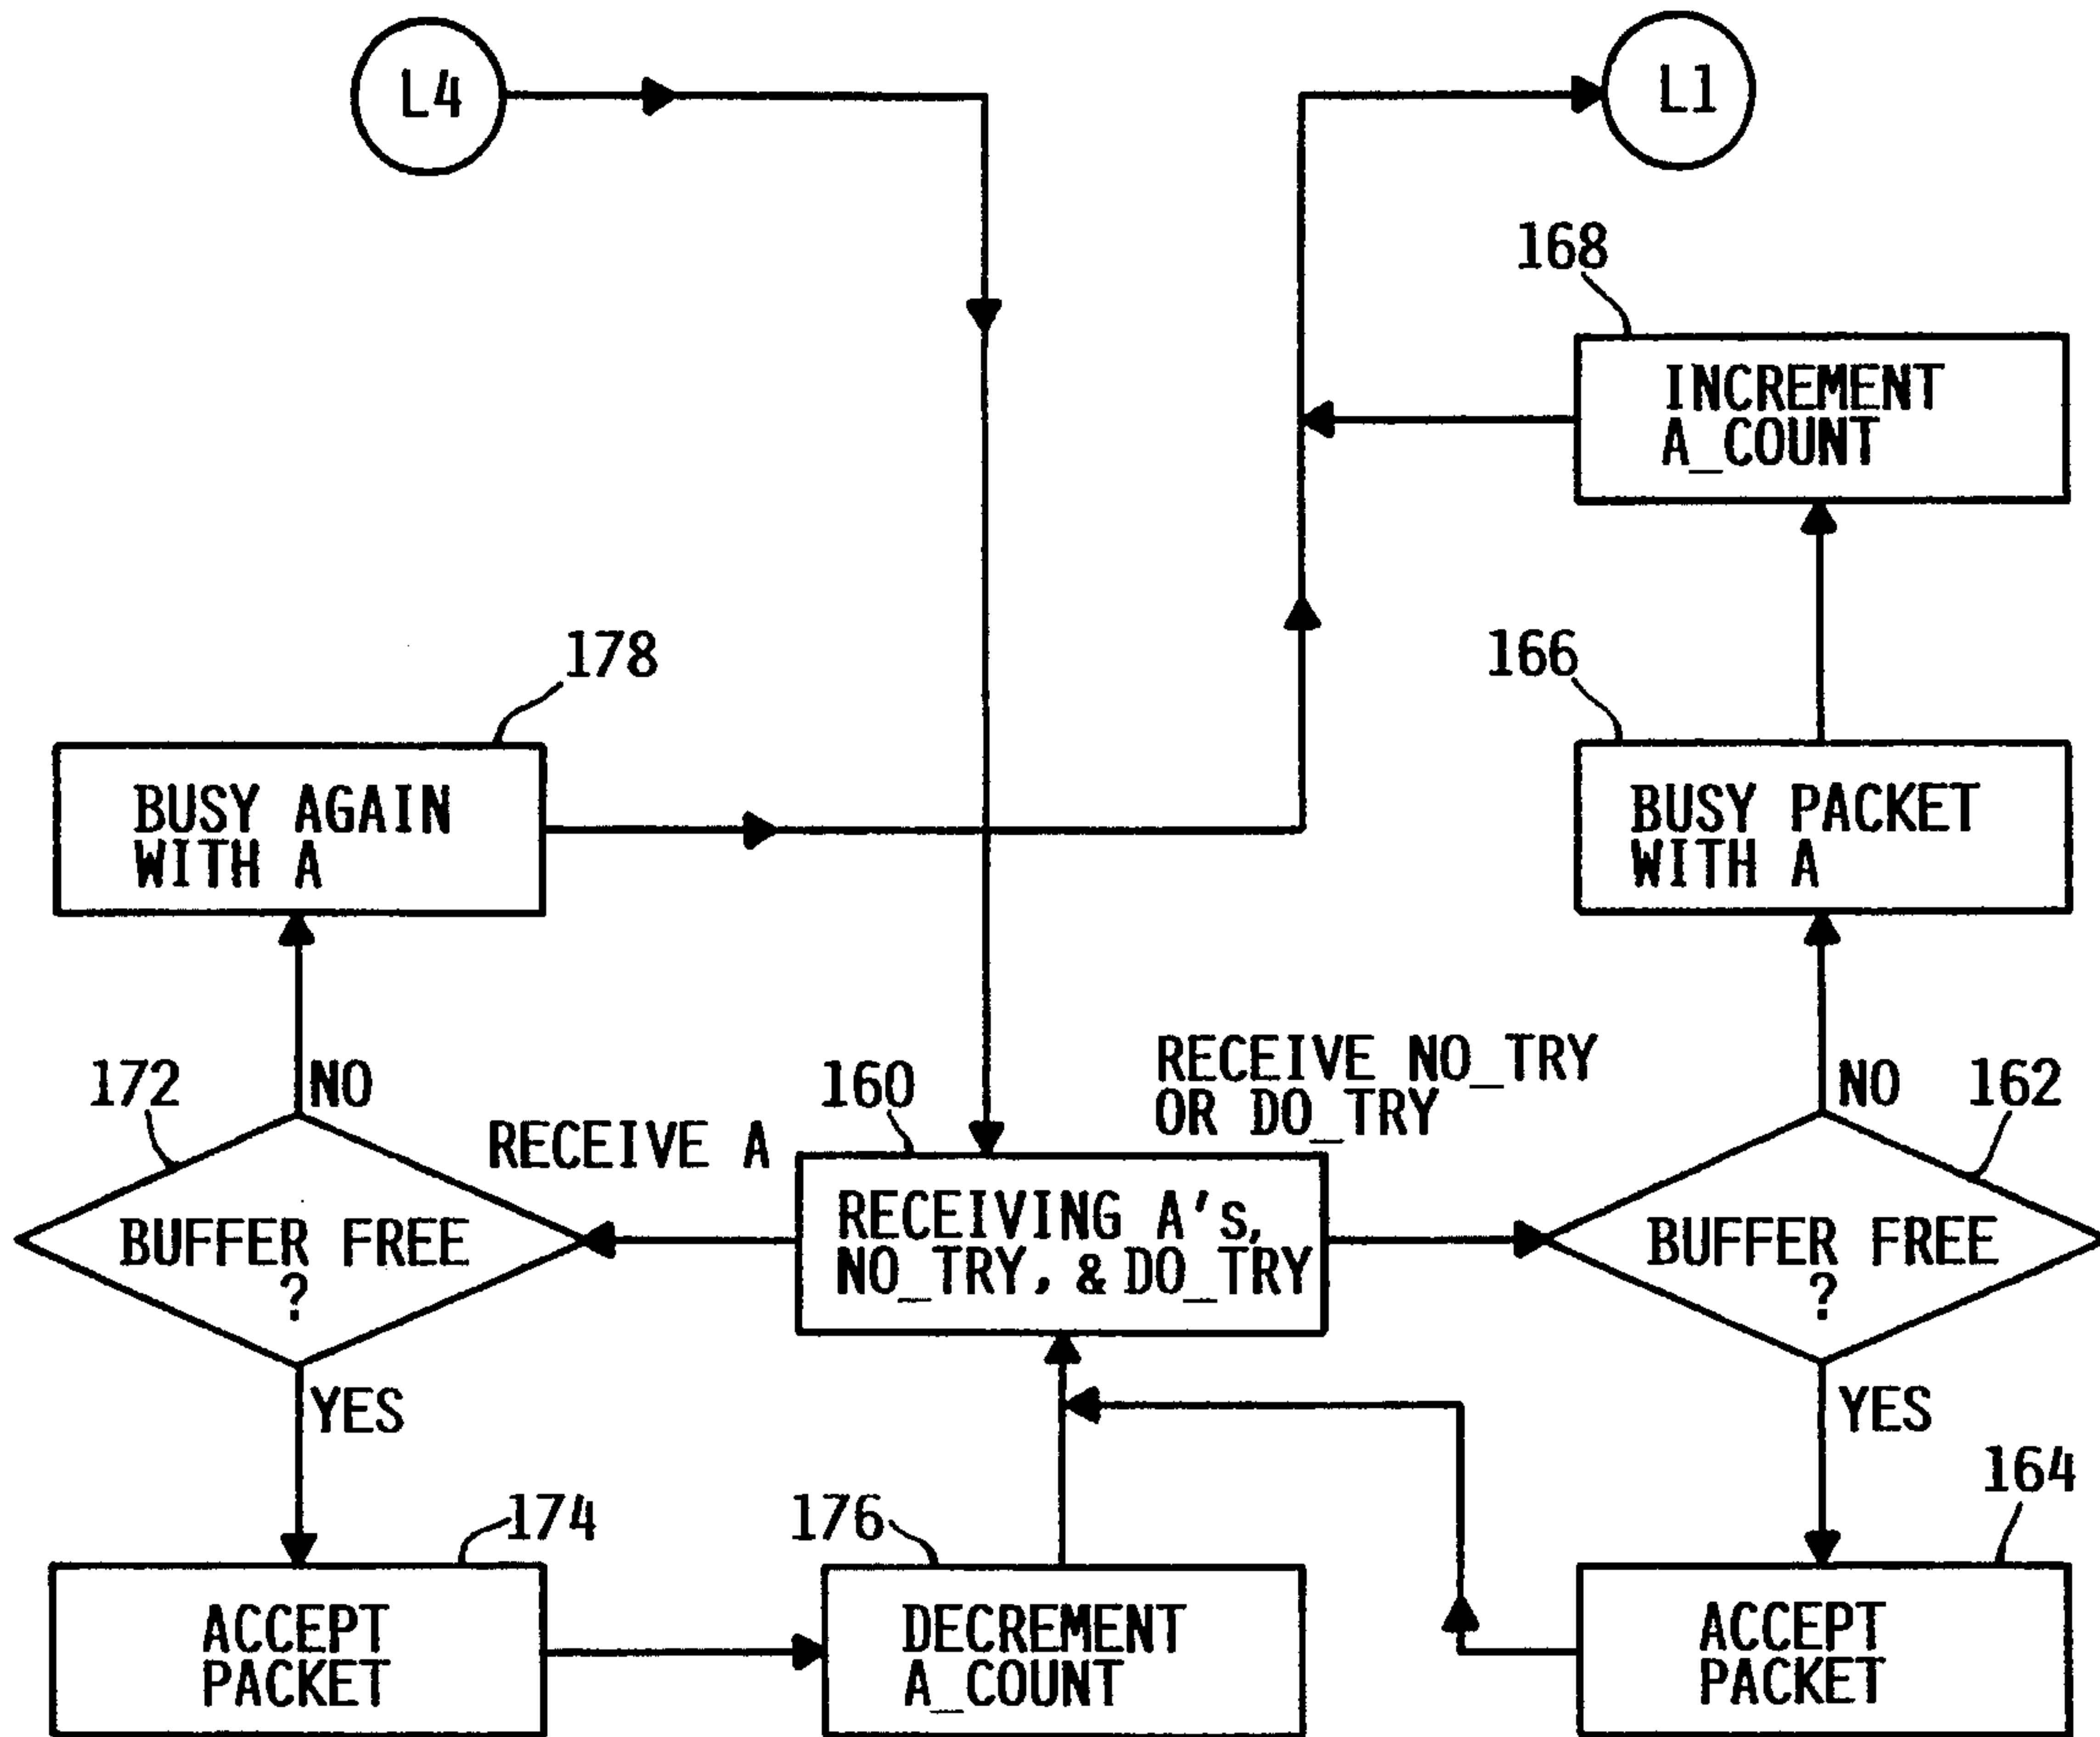 L4
L1
168
INCREMENT
A_COUNT
178
166
BUSY AGAIN
WITH A
BUSY PACKET
WITH A
172
NO
RECEIVE A
160
RECEIVE NO_TRY
OR DO_TRY
NO
162
BUFFER FREE
?
RECEIVING A's,
NO_TRY, & DO_TRY
BUFFER FREE
?
YES
YES
174
176
164
ACCEPT
PACKET
DECREMENT
A_COUNT
ACCEPT
PACKET